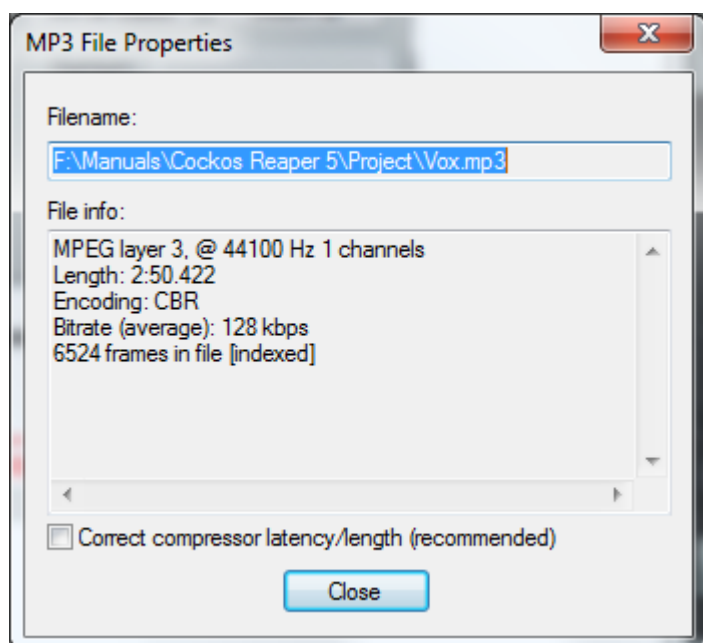 MP3 File Properties
Filename:
F:\Manuals\Cockos Reaper 5\Project\Vox.mp3
File info:
MPEG layer 3, @ 44100 Hz 1 channels
Length: 2:50.422
Encoding: CBR
Bitrate (average): 128 kbps
6524 frames in file [indexed]
Correct compressor latency/length (recommended)
Close